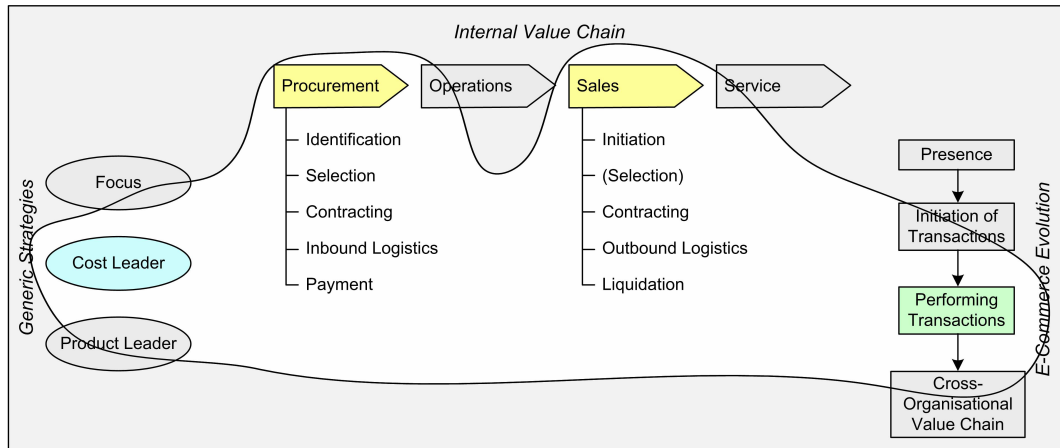 Internal Value Chain
Procurement
Operations
Sales
Service
Identification
Selection
Contracting
Inbound Logistics
Payment
Initiation
(Selection)
Contracting
Outbound Logistics
Liquidation
Generic Strategies
Focus
Cost Leader
Product Leader
Presence
Initiation of
Transactions
Performing
Transactions
Cross-
Organisational
Value Chain
E-Commerce Evolution